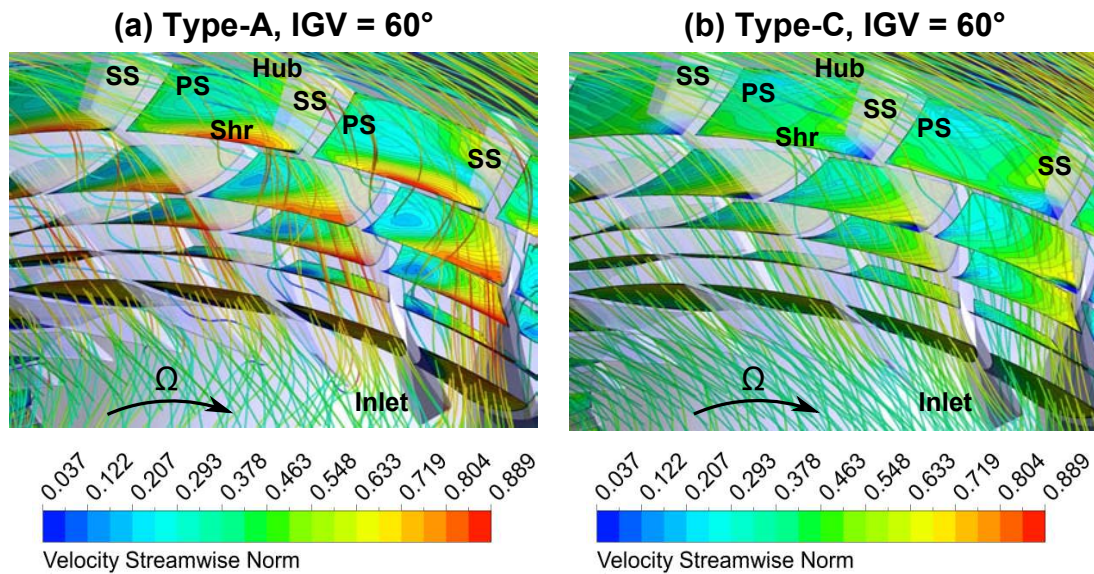 (a) Type-A, IGV = 60°
SS
PS
Hub
SS
Shr
PS
SS
Ω
Inlet
0.037 0.122 0.207 0.293 0.378 0.463 0.548 0.633 0.719 0.804 0.889
Velocity Streamwise Norm
(b) Type-C, IGV = 60°
SS
PS
Hub
SS
Shr
PS
SS
Ω
Inlet
0.037 0.122 0.207 0.293 0.378 0.463 0.548 0.633 0.719 0.804 0.889
Velocity Streamwise Norm